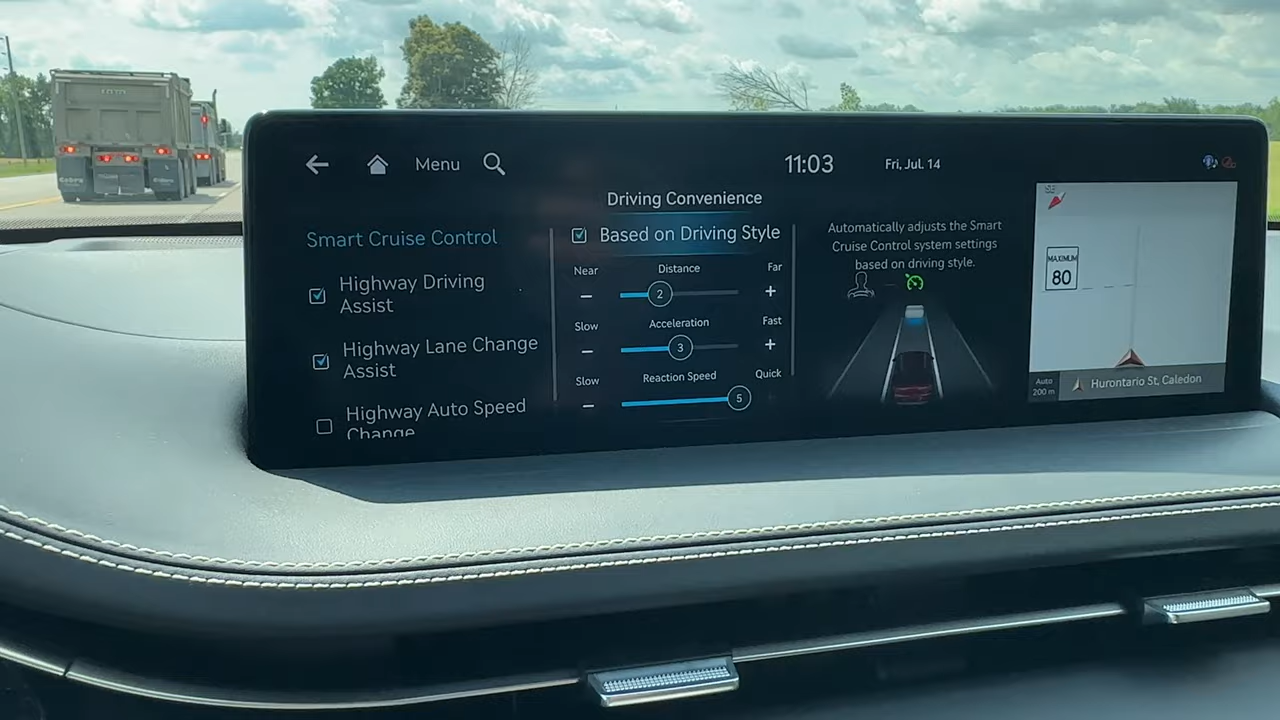 Menu
11:03
Fri, Jul. 14
Driving Convenience
Smart Cruise Control
Highway Driving
Assist
Highway Lane Change
Assist
Highway Auto Speed
Change
Based on Driving Style
Near Distance Far
2
Slow Acceleration Fast
3
Slow Reaction Speed Quick
5
Automatically adjusts the Smart
Cruise Control system settings
based on driving style.
MAXIMUM
80
Auto
200 m
Hurontario St, Caledon
Cobra